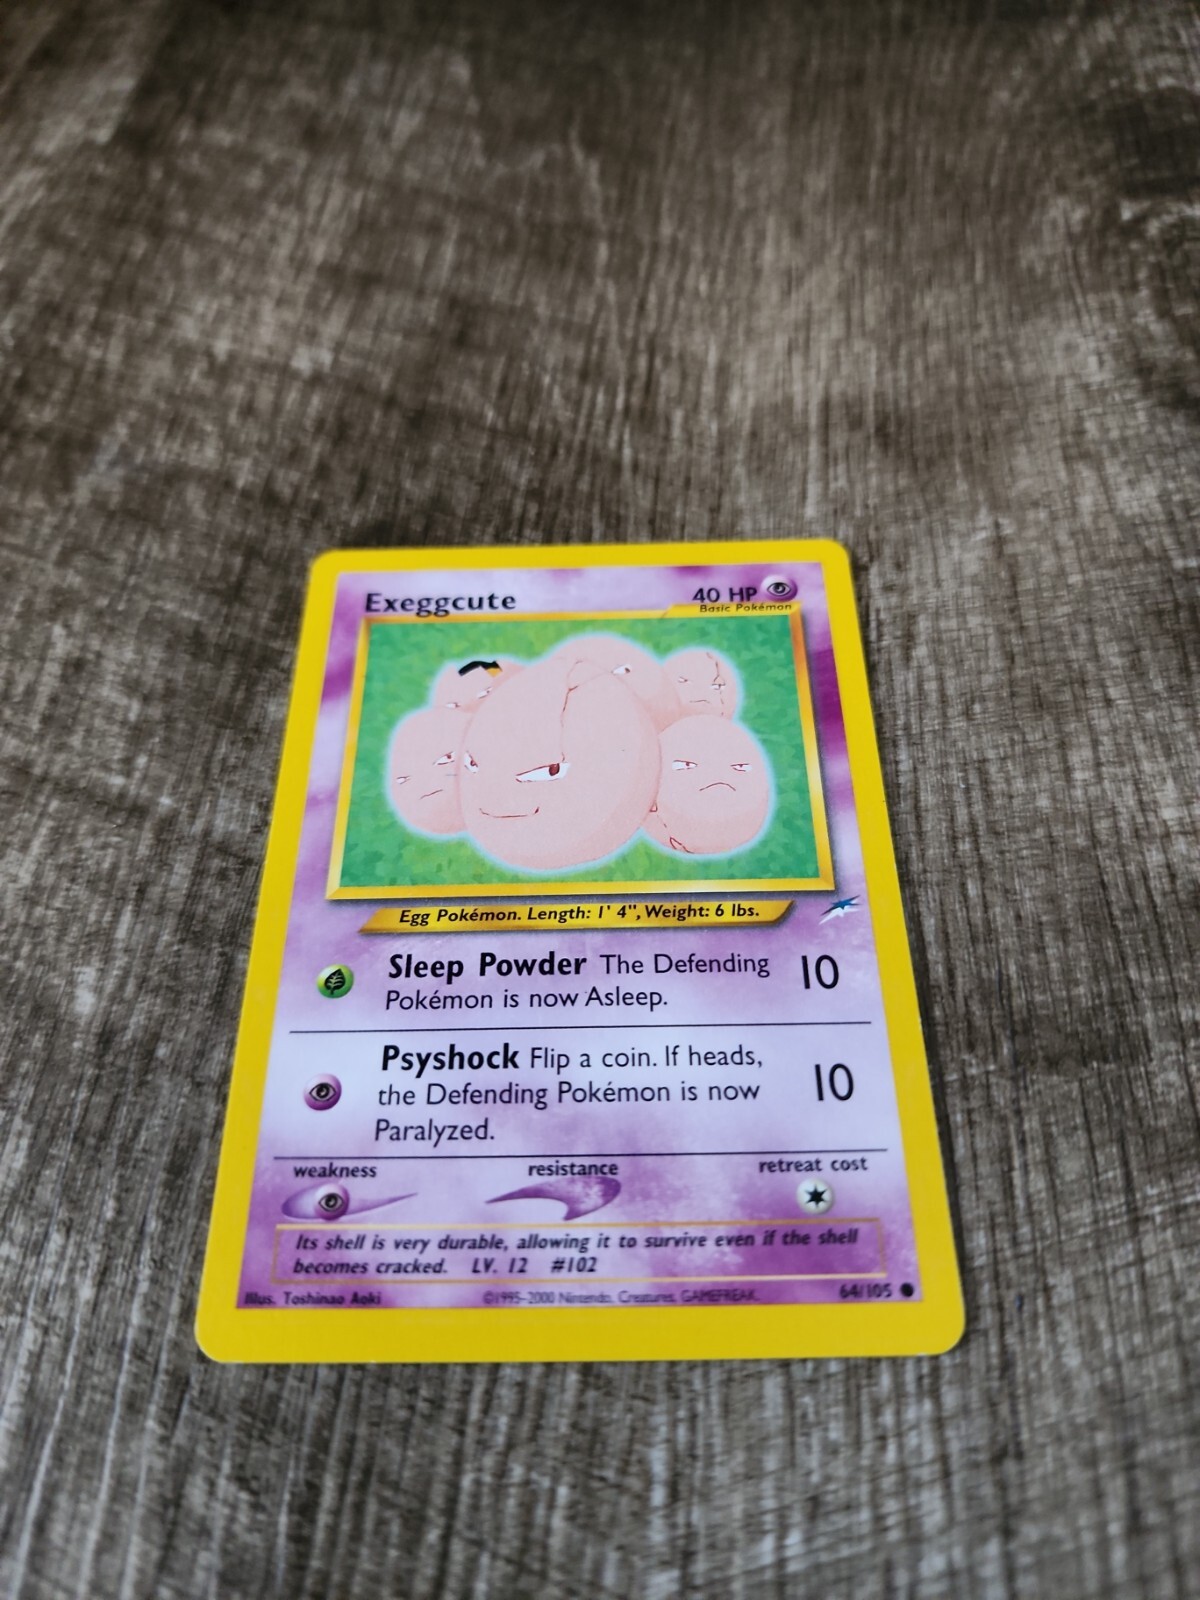 Exeggcute
40 HP
Basic Pokémon
Egg Pokémon. Length: 1' 4", Weight: 6 lbs.
Sleep Powder The Defending 10
Pokémon is now Asleep.
Psyshock Flip a coin. If heads,
the Defending Pokémon is now 10
Paralyzed.
weakness resistance retreat cost
Its shell is very durable, allowing it to survive even if the shell
becomes cracked. LV. 12 #102
Illus. Toshinao Aoki ©1995-2000 Nintendo, Creatures, GAMEFREAK. 64/105